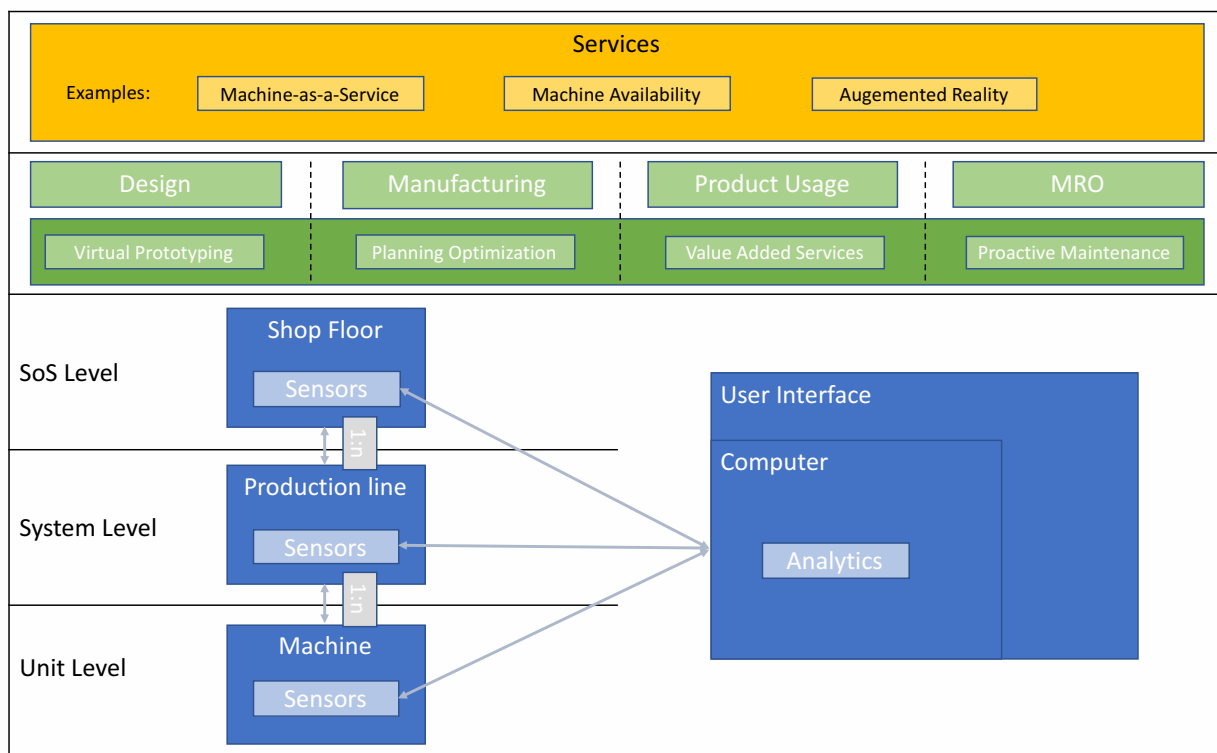 Services
Examples:
Machine-as-a-Service
Machine Availability
Augemented Reality
Design
Manufacturing
Product Usage
MRO
Virtual Prototyping
Planning Optimization
Value Added Services
Proactive Maintenance
SoS Level
Shop Floor
Sensors
1:n
User Interface
Computer
Analytics
System Level
Production line
Sensors
1:n
Unit Level
Machine
Sensors